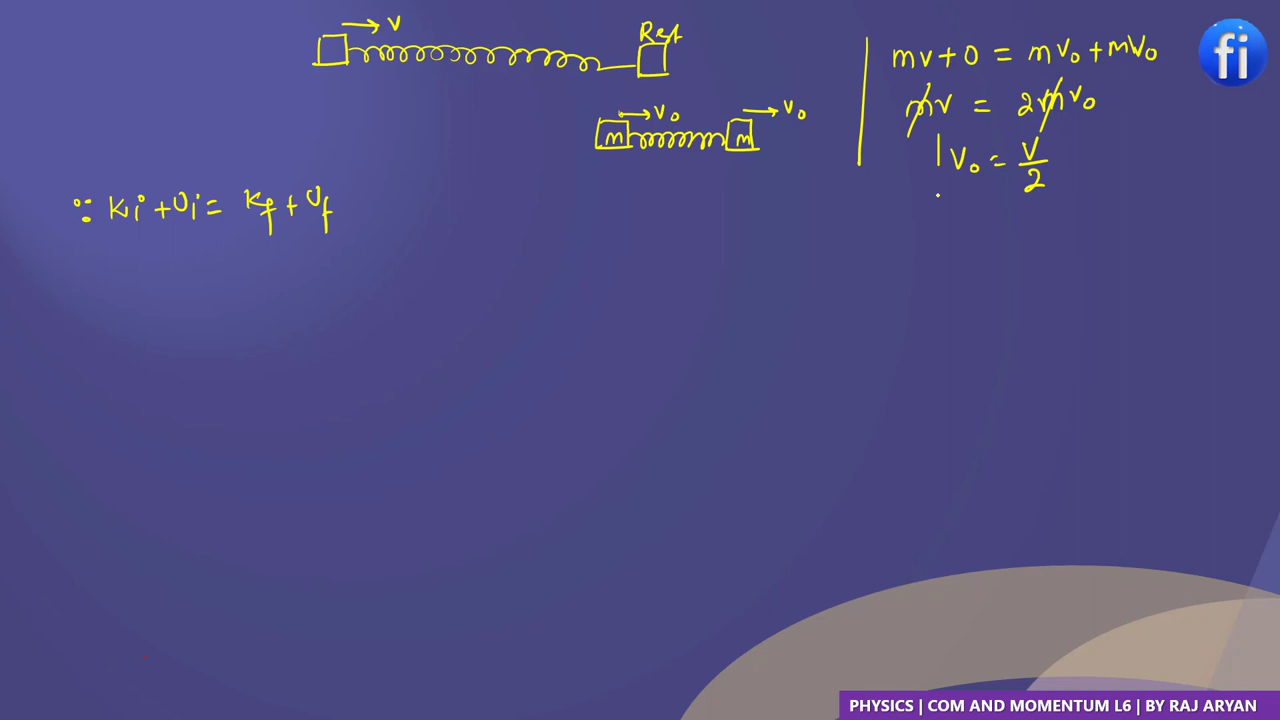 v
Rest
v₀
v₀
m
m
mv + 0 = mv₀ + mv₀
mv = 2mv₀
v₀ = v/2
∵ Ki + Ui = Kf + Uf
fi
PHYSICS | COM AND MOMENTUM L6 | BY RAJ ARYAN